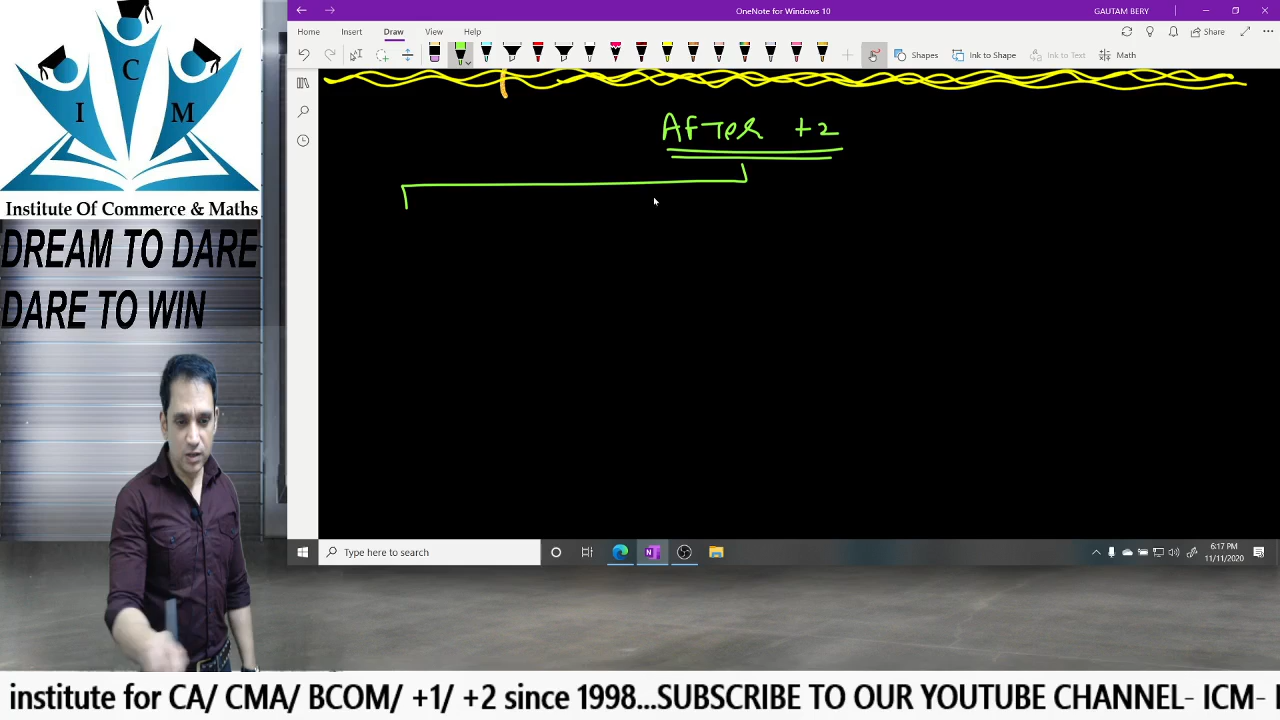 OneNote for Windows 10
GAUTAM BERY
Home Insert Draw View Help
Share
Shapes
Ink to Shape
Ink to Text
Math
C
I
M
Institute Of Commerce & Maths
DREAM TO DARE
DARE TO WIN
AFTER +2
Type here to search
6:17 PM
11/11/2020
institute for CA/ CMA/ BCOM/ +1/ +2 since 1998...SUBSCRIBE TO OUR YOUTUBE CHANNEL- ICM-